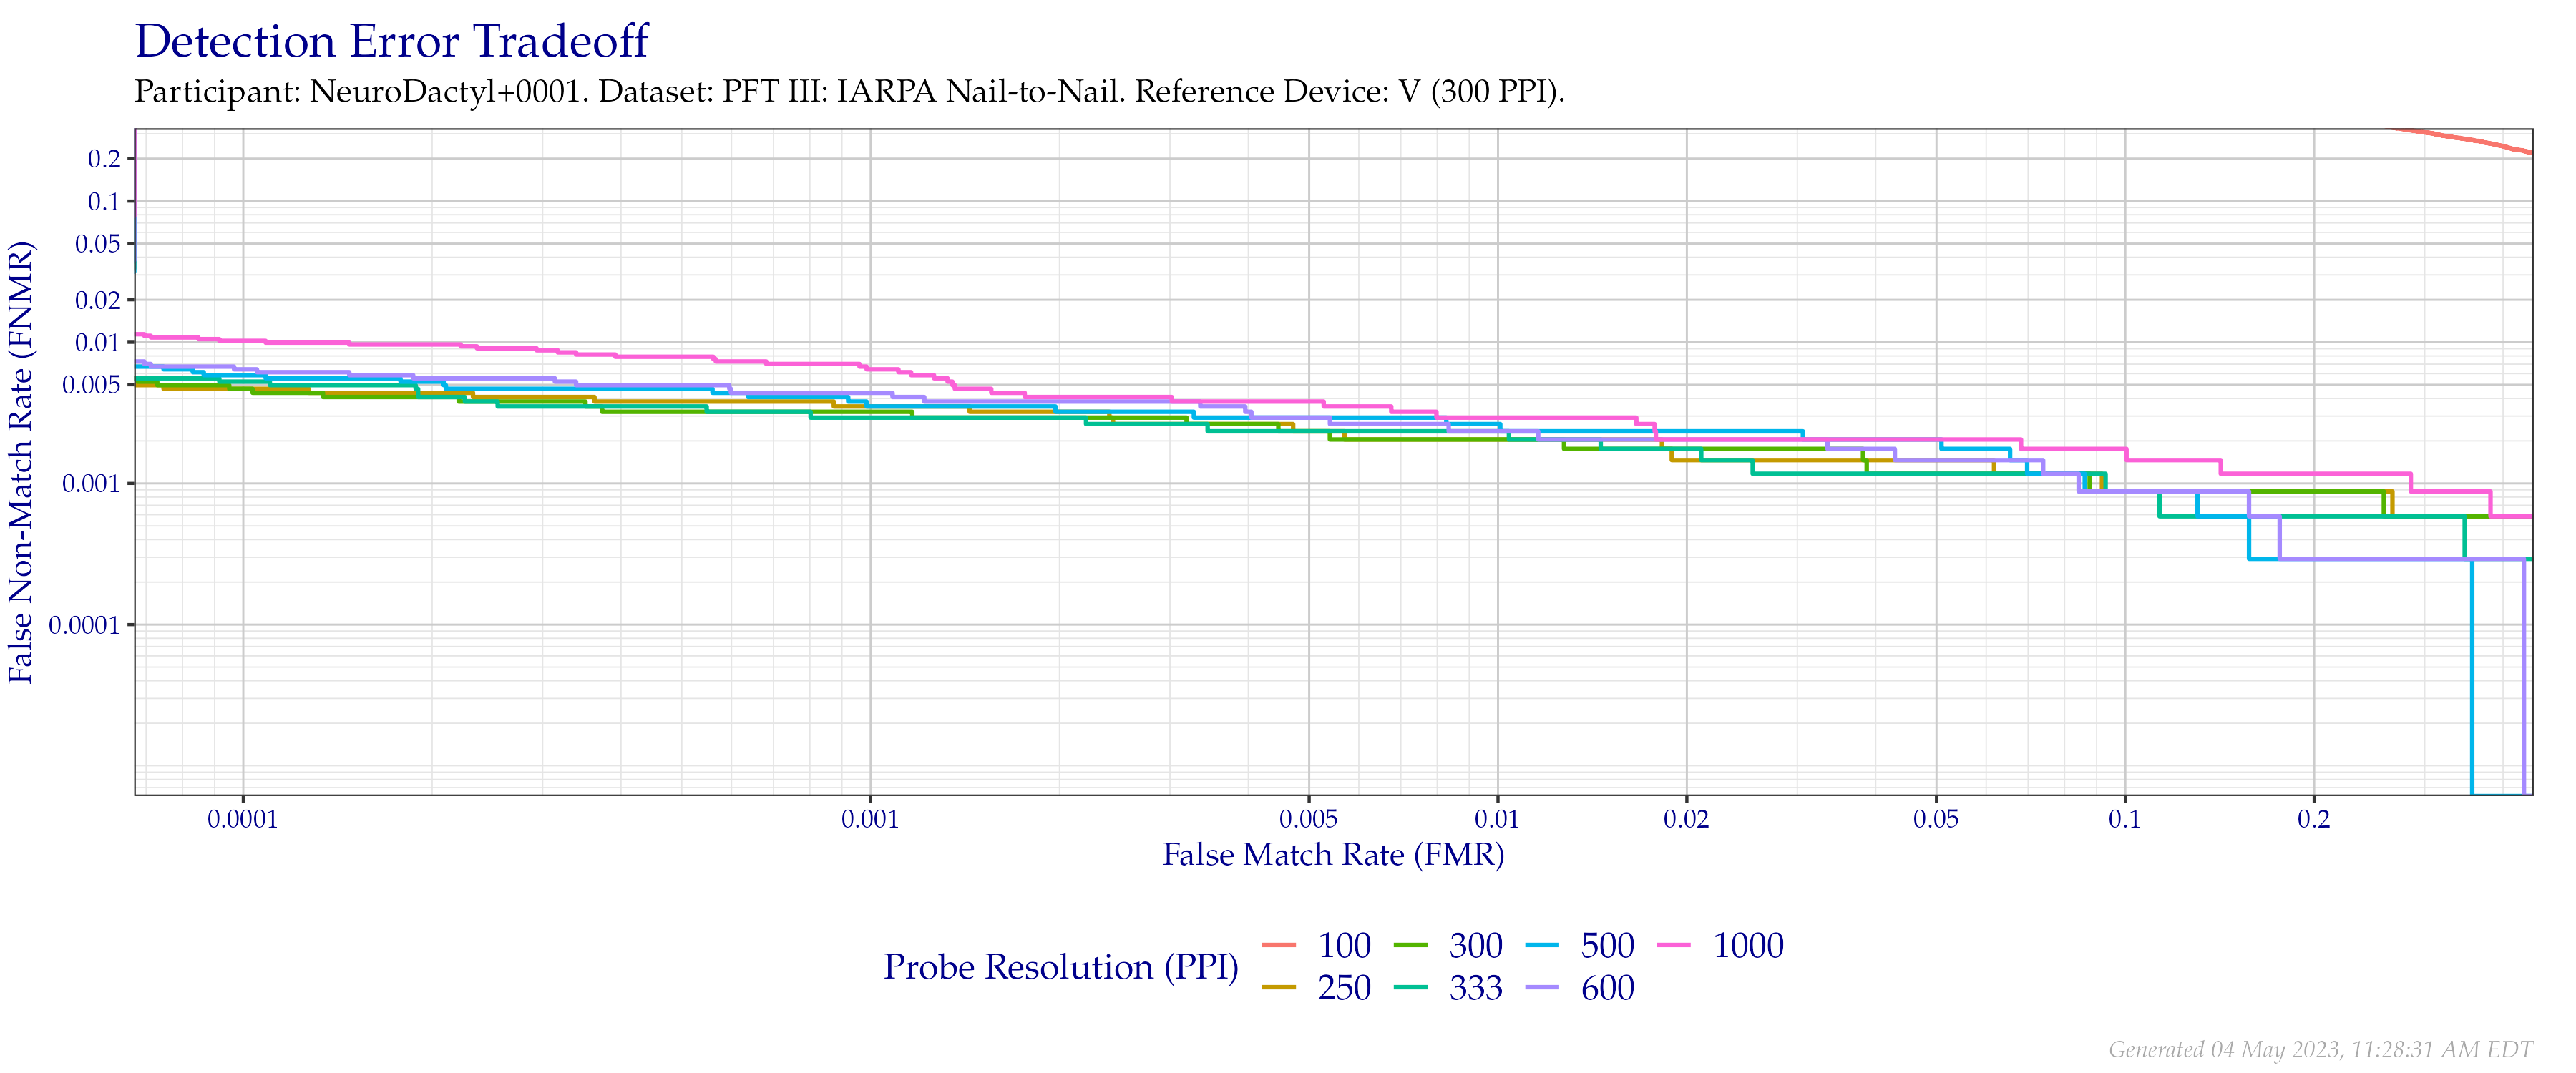 Detection Error Tradeoff
Participant: NeuroDactyl+0001. Dataset: PFT III: IARPA Nail-to-Nail. Reference Device: V (300 PPI).
False Non-Match Rate (FNMR)
0.2
0.1
0.05
0.02
0.01
0.005
0.001
0.0001
0.0001 0.001 0.005 0.01 0.02 0.05 0.1 0.2
False Match Rate (FMR)
Probe Resolution (PPI)
100 300 500 1000
250 333 600
Generated 04 May 2023, 11:28:31 AM EDT